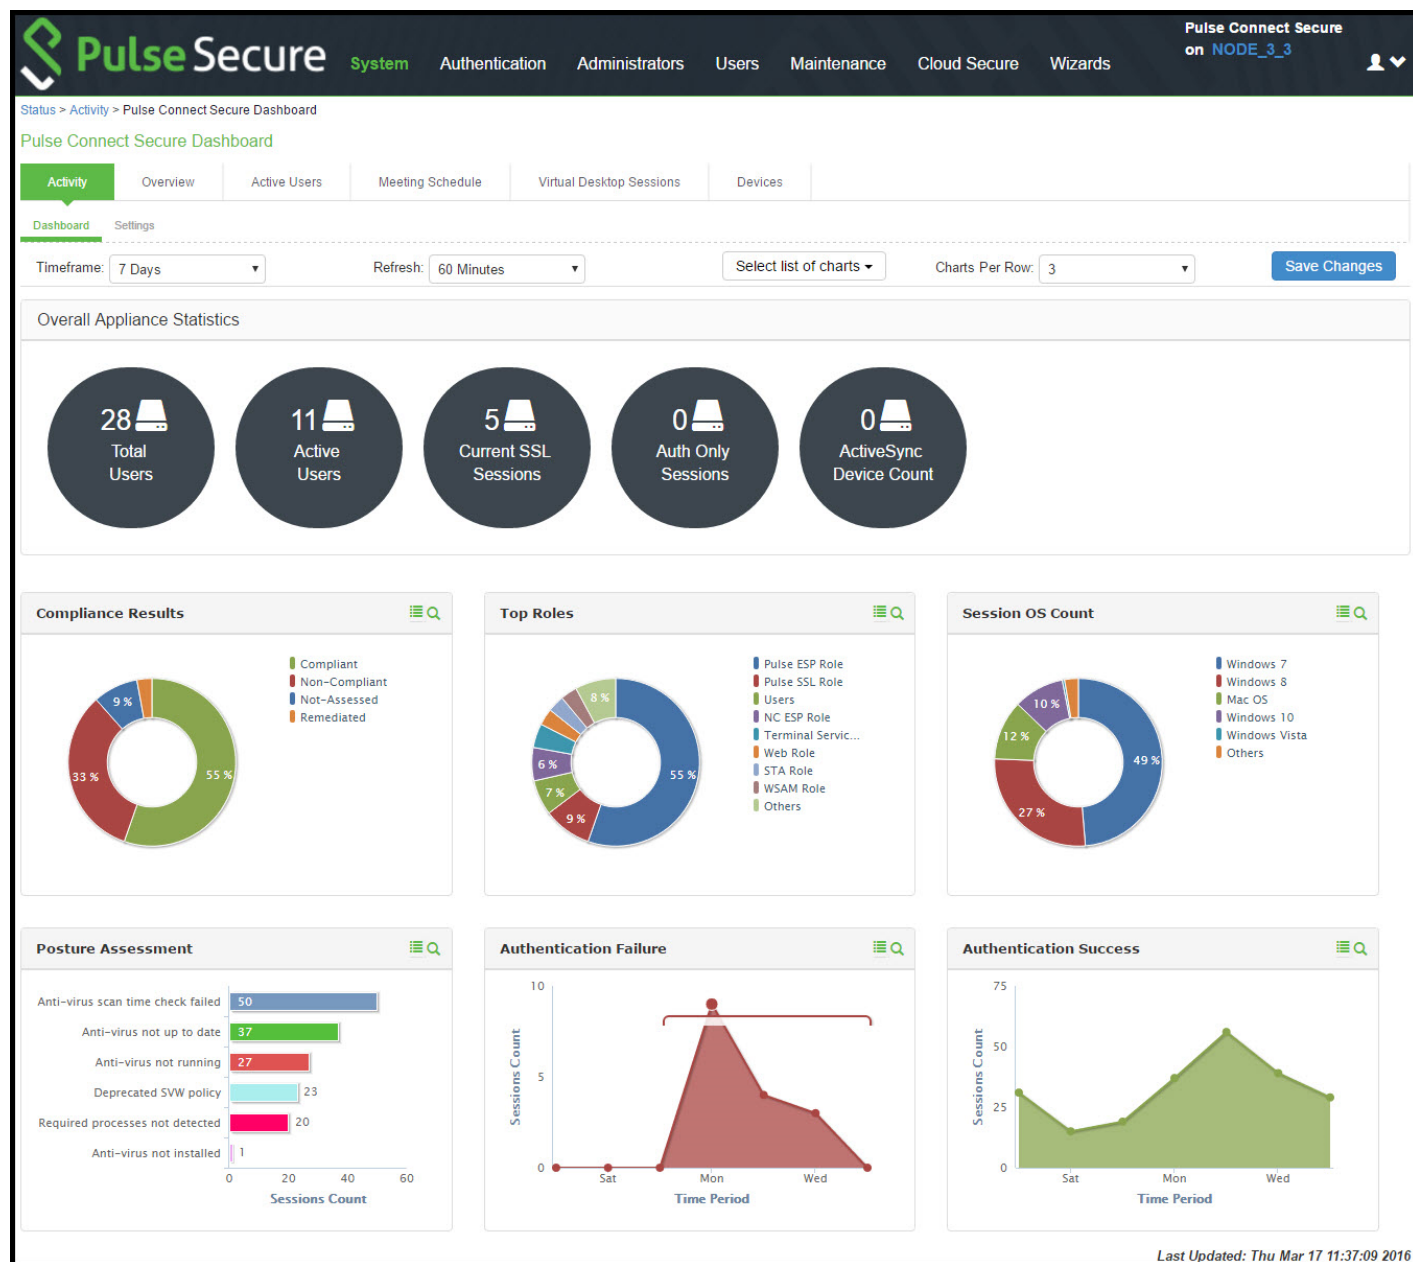 Pulse Secure
System Authentication Administrators Users Maintenance Cloud Secure Wizards
Pulse Connect Secure
on NODE_3_3
Status > Activity > Pulse Connect Secure Dashboard
Pulse Connect Secure Dashboard
Activity Overview Active Users Meeting Schedule Virtual Desktop Sessions Devices
Dashboard Settings
Timeframe: 7 Days Refresh: 60 Minutes Select list of charts Charts Per Row: 3 Save Changes
Overall Appliance Statistics
28
Total
Users
11
Active
Users
5
Current SSL
Sessions
0
Auth Only
Sessions
0
ActiveSync
Device Count
Compliance Results
55 %
33 %
9 %
Compliant
Non-Compliant
Not-Assessed
Remediated
Top Roles
55 %
9 %
7 %
6 %
8 %
Pulse ESP Role
Pulse SSL Role
Users
NC ESP Role
Terminal Servic...
Web Role
STA Role
WSAM Role
Others
Session OS Count
49 %
27 %
12 %
10 %
Windows 7
Windows 8
Mac OS
Windows 10
Windows Vista
Others
Posture Assessment
Anti-virus scan time check failed 50
Anti-virus not up to date 37
Anti-virus not running 27
Deprecated SVW policy 23
Required processes not detected 20
Anti-virus not installed 1
0 20 40 60
Sessions Count
Authentication Failure
10
5
0
Sessions Count
Sat Mon Wed
Time Period
Authentication Success
75
50
25
0
Sessions Count
Sat Mon Wed
Time Period
Last Updated: Thu Mar 17 11:37:09 2016